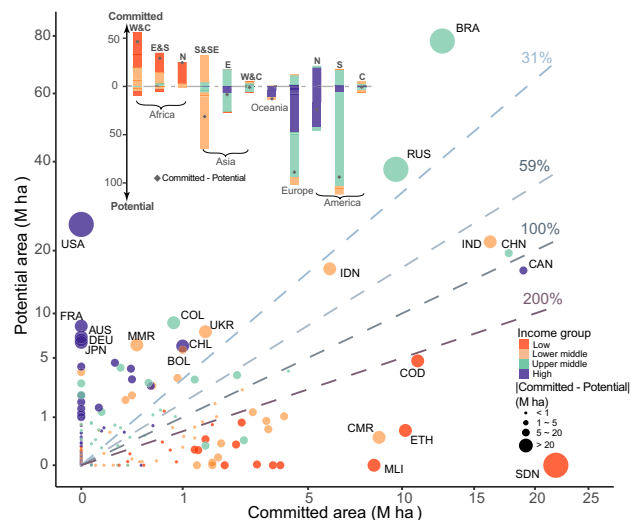 Committed
W&C
E&S
N
S&SE
E
W&C
N
S
C
50
0
50
100
Africa
Asia
Oceania
Europe
America
Committed - Potential
Potential
80
60
40
20
10
5
1
0
Potential area (M ha)
BRA
31%
RUS
59%
USA
IND
CHN
100%
CAN
IDN
200%
FRA
AUS
DEU
JPN
COL
UKR
MMR
CHL
BOL
COD
CMR
ETH
MLI
SDN
Income group
Low
Lower middle
Upper middle
High
|Committed - Potential|
(M ha)
< 1
1 ~ 5
5 ~ 20
> 20
0
1
5
10
15
20
25
Committed area (M ha)